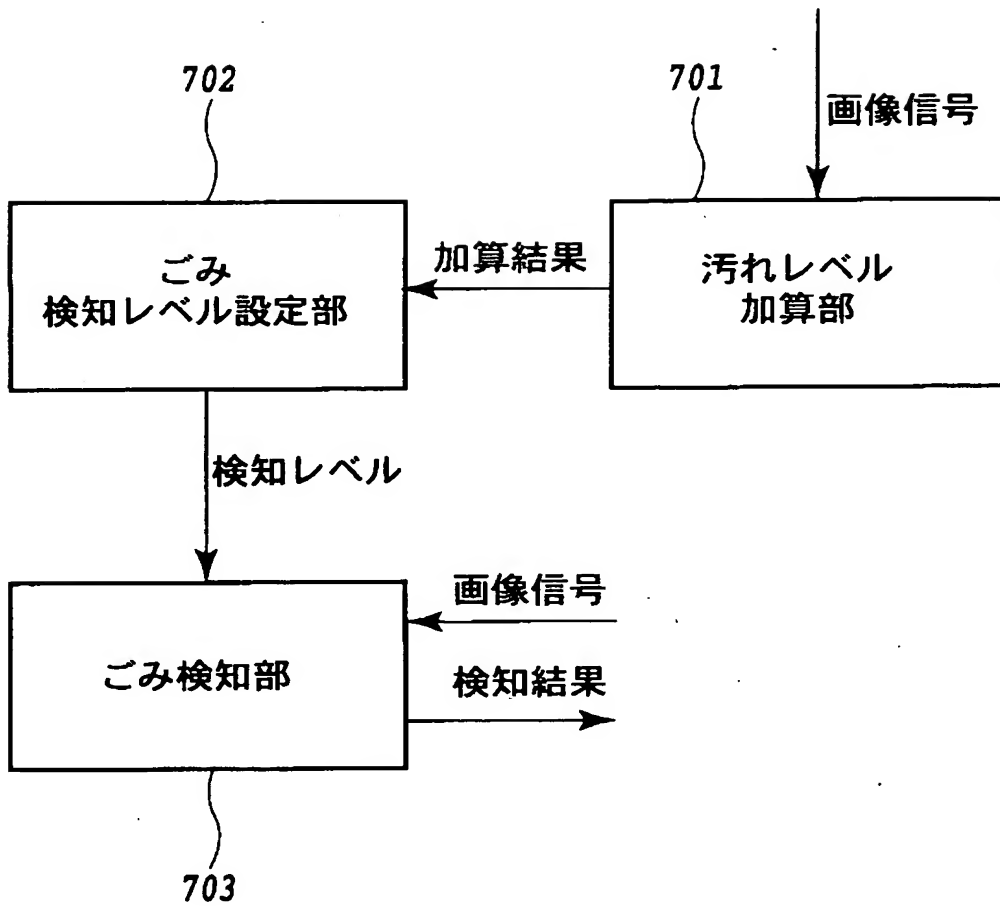 702
701
画像信号
ごみ
検知レベル設定部
加算結果
汚れレベル
加算部
検知レベル
ごみ検知部
画像信号
検知結果
703